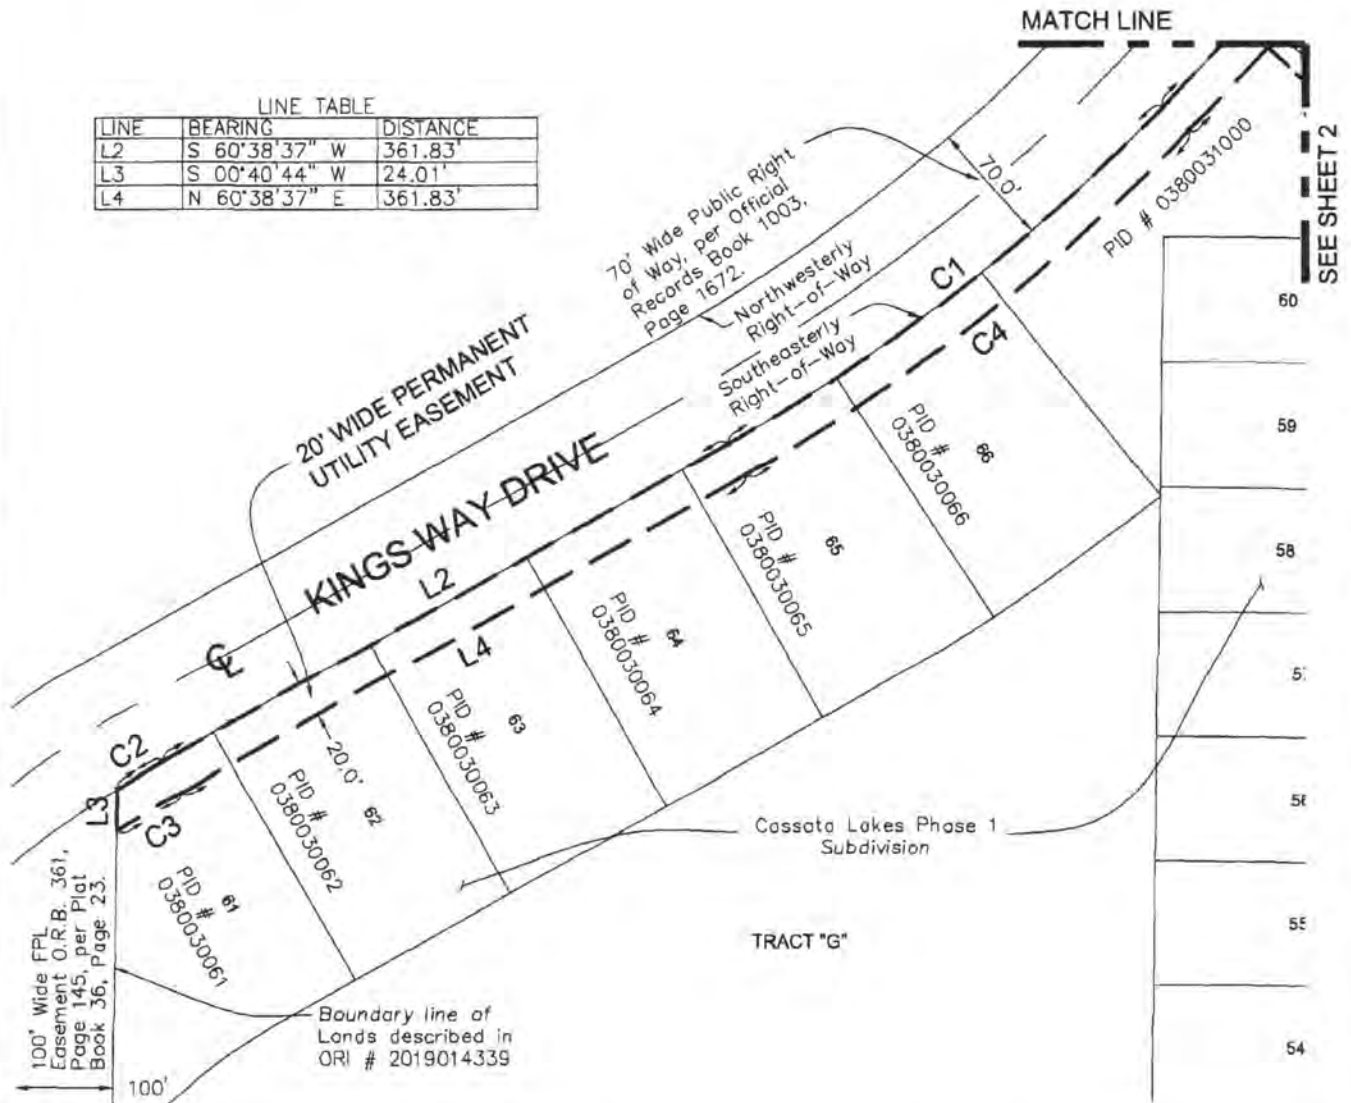 MATCH LINE
SEE SHEET 2
LINE TABLE
LINE BEARING DISTANCE
L2 S 60°38'37" W 361.83'
L3 S 00°40'44" W 24.01'
L4 N 60°38'37" E 361.83'
70' Wide Public Right
of Way, per Official
Records Book 1003,
Page 1672.
70.0'
PID # 0380031000
Northwesterly
Right-of-Way
Southeasterly
Right-of-Way
C1
C4
20' WIDE PERMANENT
UTILITY EASEMENT
KINGS WAY DRIVE
L2
L4
C2
C3
L3
20.0'
60
59
58
55
54
66
PID #
0380030066
65
PID #
0380030065
64
PID #
0380030064
63
PID #
0380030063
62
PID #
0380030062
61
PID #
0380030061
Cassata Lakes Phase 1
Subdivision
TRACT "G"
100' Wide FPL
Easement O.R.B. 361,
Page 145, per Plat
Book 36, Page 23.
Boundary line of
Lands described in
ORI # 2019014339
100'